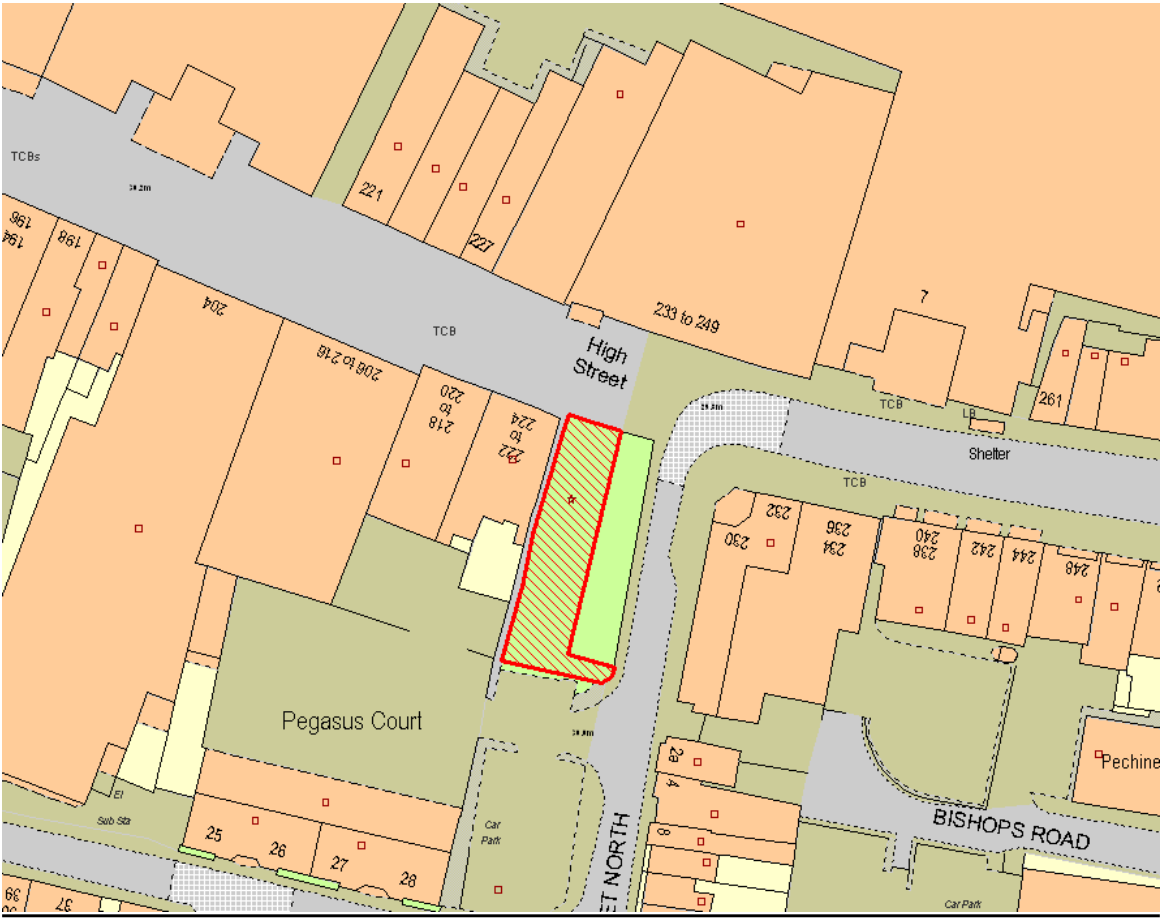 TCBs
221
227
196
194
198
204
TCB
206 to 216
220
to
218
224
to
222
High
Street
233 to 249
7
261
TCB
LB
Shelter
TCB
232
230
236
234
240
238
242
244
248
Pegasus Court
El
Sub Sta
25
26
27
28
Car
Park
2a
4
8
ET NORTH
Pechine
BISHOPS ROAD
Car Park
39
37